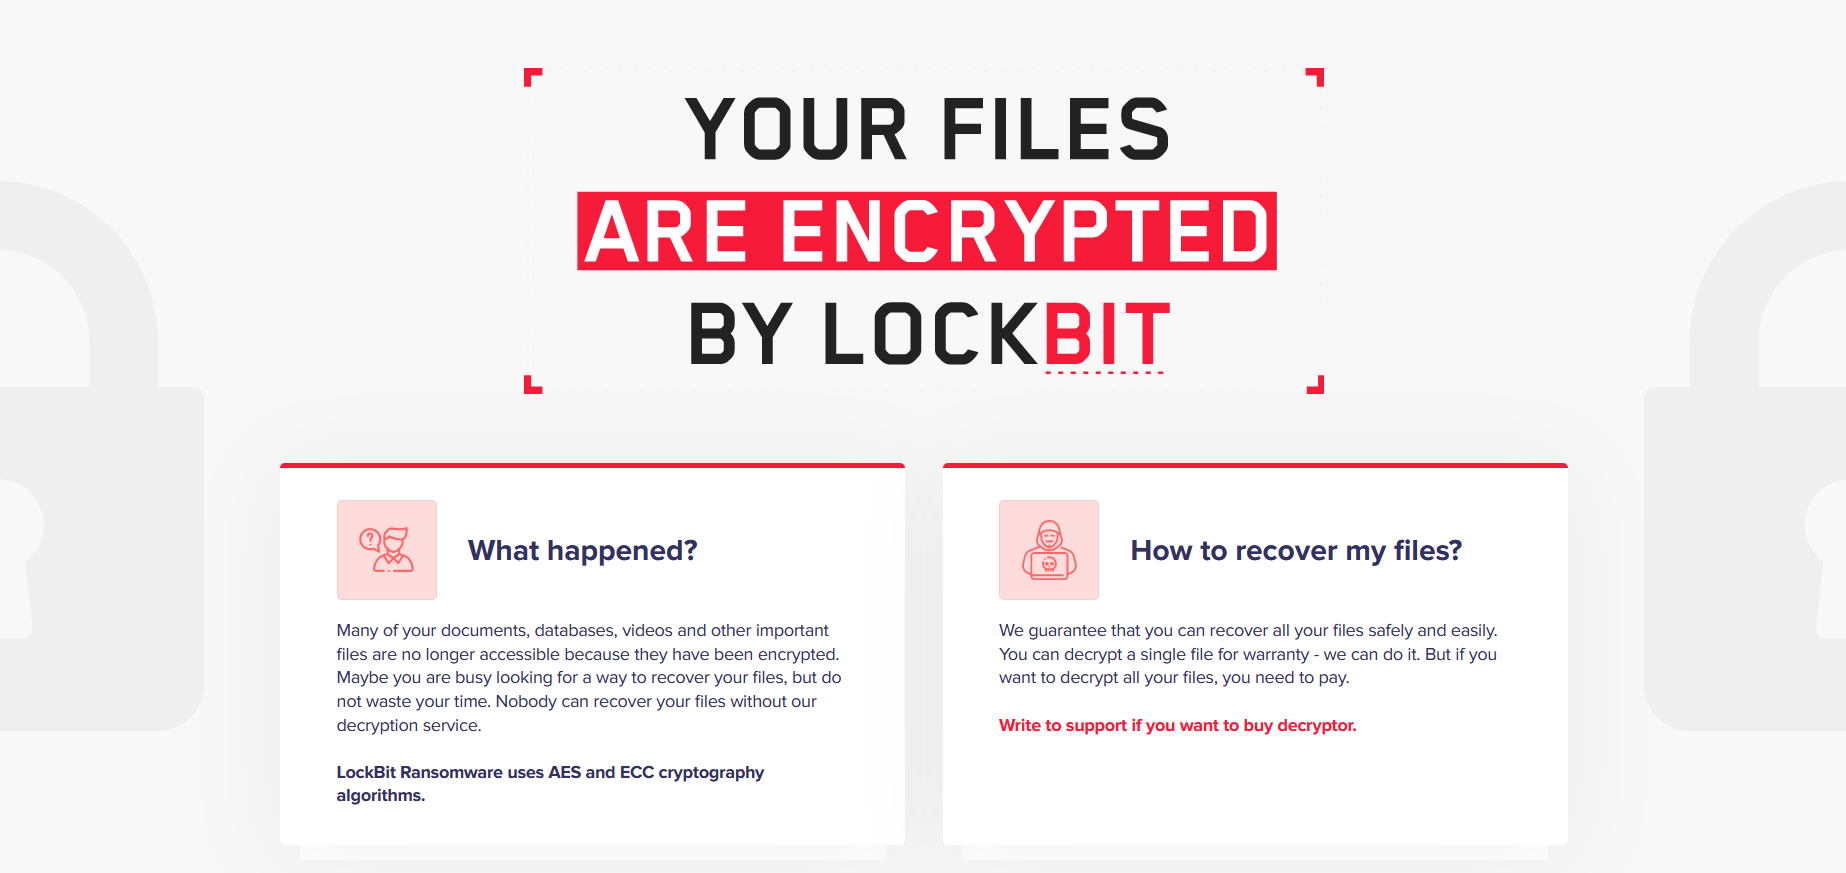 YOUR FILES
ARE ENCRYPTED
BY LOCKBIT
What happened?
Many of your documents, databases, videos and other important
files are no longer accessible because they have been encrypted.
Maybe you are busy looking for a way to recover your files, but do
not waste your time. Nobody can recover your files without our
decryption service.
LockBit Ransomware uses AES and ECC cryptography
algorithms.
How to recover my files?
We guarantee that you can recover all your files safely and easily.
You can decrypt a single file for warranty - we can do it. But if you
want to decrypt all your files, you need to pay.
Write to support if you want to buy decryptor.